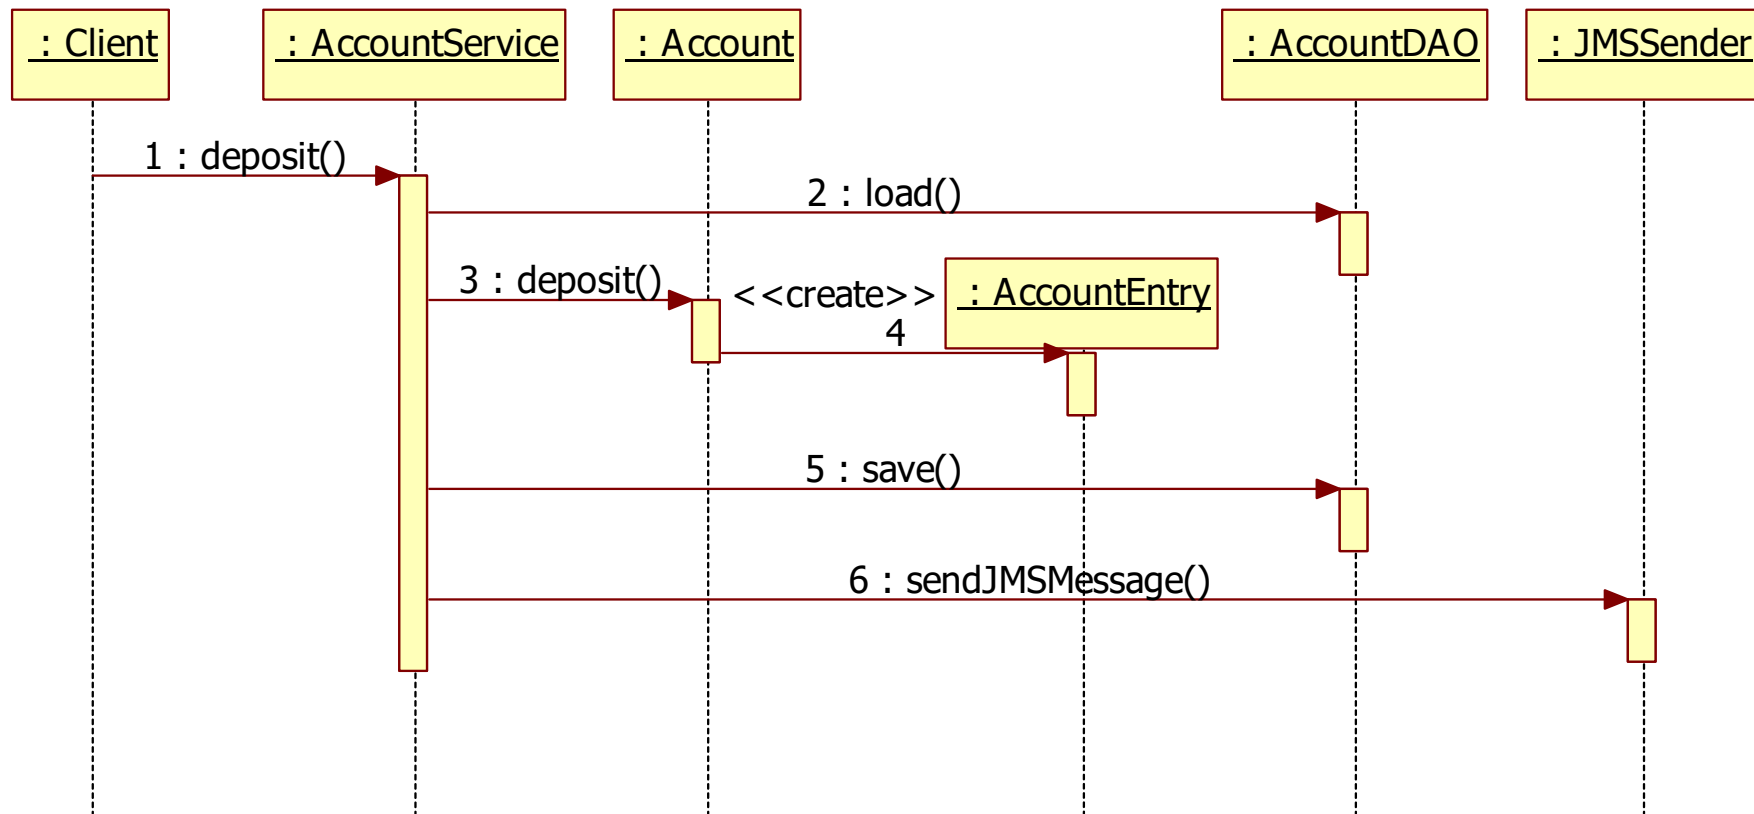 : Client
: AccountService
: Account
: AccountDAO
: JMSSender
1 : deposit()
2 : load()
3 : deposit()
<<create>>
4
: AccountEntry
5 : save()
6 : sendJMSMessage()